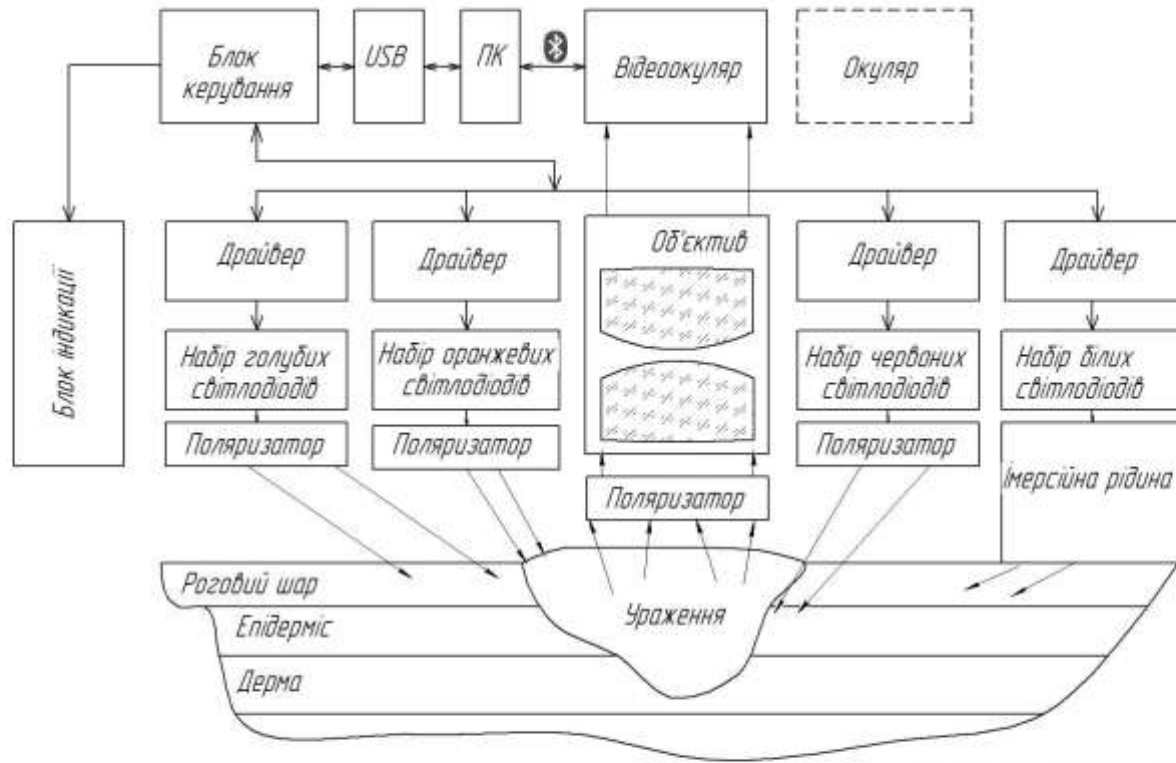 Блок
керування
USB
ПК
Відеоокуляр
Окуляр
Блок індикації
Драйвер
Драйвер
Об'єктив
Драйвер
Драйвер
Набір голубих
світлодіодів
Набір оранжевих
світлодіодів
Набір червоних
світлодіодів
Набір білих
світлодіодів
Поляризатор
Поляризатор
Поляризатор
Поляризатор
Імерсійна рідина
Роговий шар
Епідерміс
Дерма
Ураження